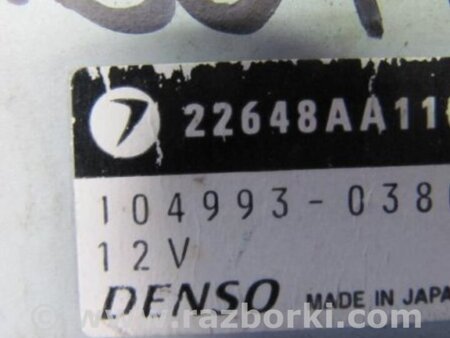 22648AA11
104993-038
12V
DENSO MADE IN JAPA
www.razborki.com